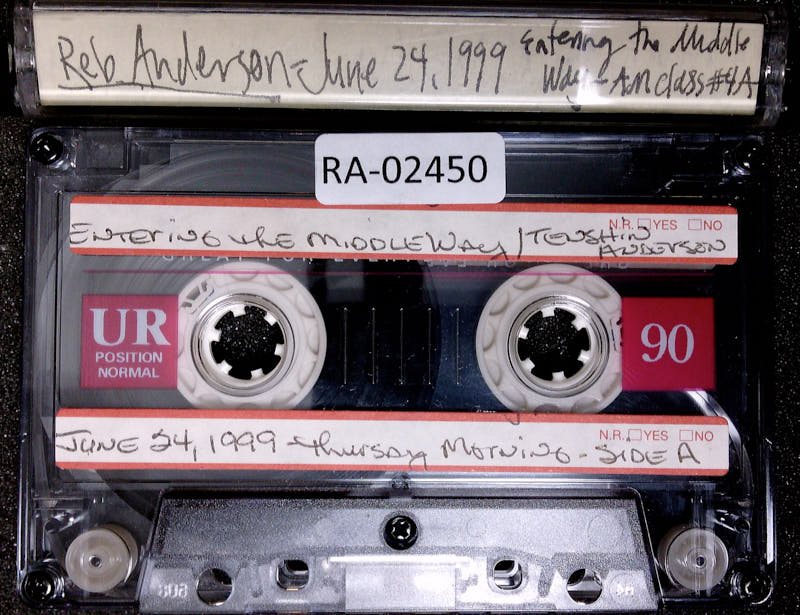 Reb Anderson - June 24, 1999
Entering the Middle
Way - AM class #4A
RA-02450
N.R. □YES □NO
ENTERING the MIDDLE WAY / TENSHIN
ANDERSON
UR
POSITION
NORMAL
90
N.R. □YES □NO
JUNE 24, 1999 - thursday MORNING - SIDE A